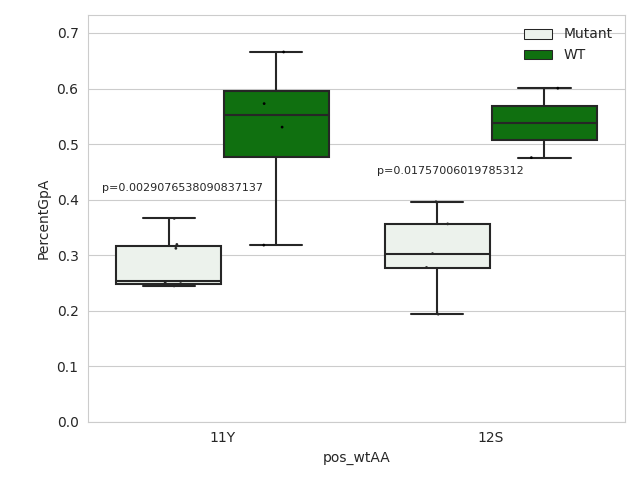 0.7
0.6
0.5
0.4
0.3
0.2
0.1
0.0
PercentGpA
Mutant
WT
p=0.0029076538090837137
p=0.01757006019785312
11Y
12S
pos_wtAA